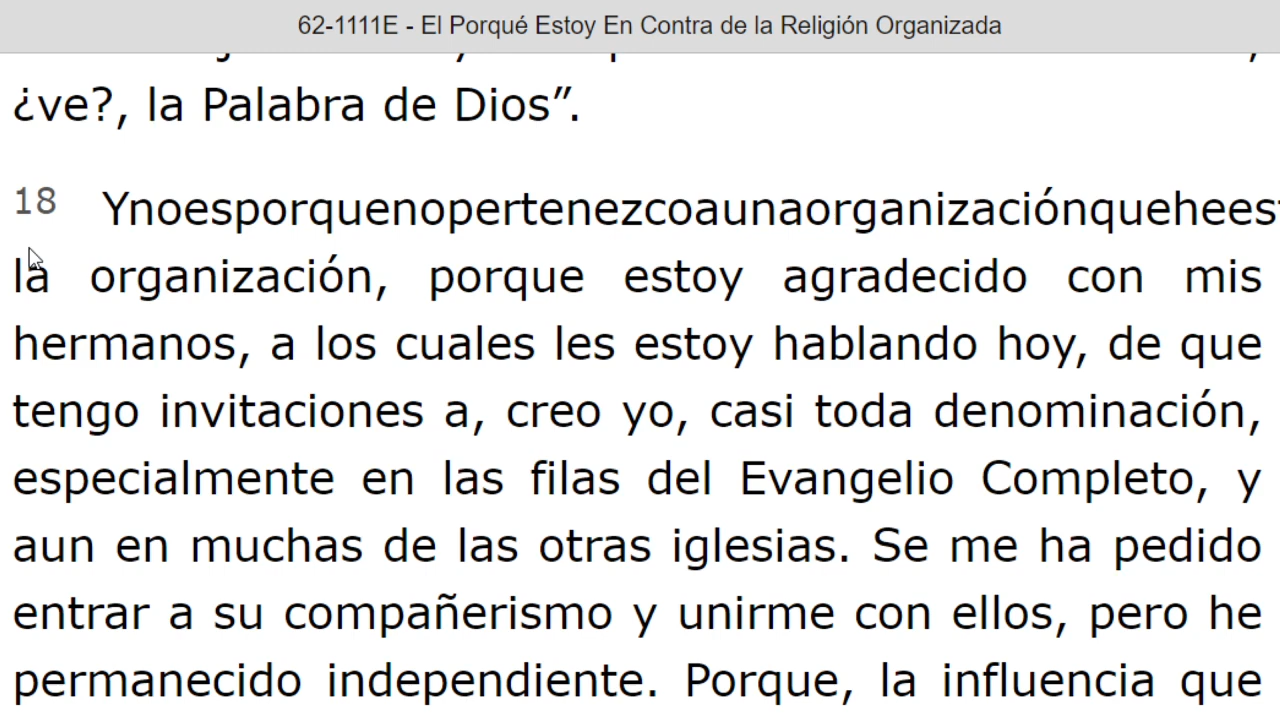 62-1111E - El Porqué Estoy En Contra de la Religión Organizada
¿ve?, la Palabra de Dios”.
18 Ynoesporquenopertenezcoaunaorganizaciónqueheest
la organización, porque estoy agradecido con mis
hermanos, a los cuales les estoy hablando hoy, de que
tengo invitaciones a, creo yo, casi toda denominación,
especialmente en las filas del Evangelio Completo, y
aun en muchas de las otras iglesias. Se me ha pedido
entrar a su compañerismo y unirme con ellos, pero he
permanecido independiente. Porque, la influencia que